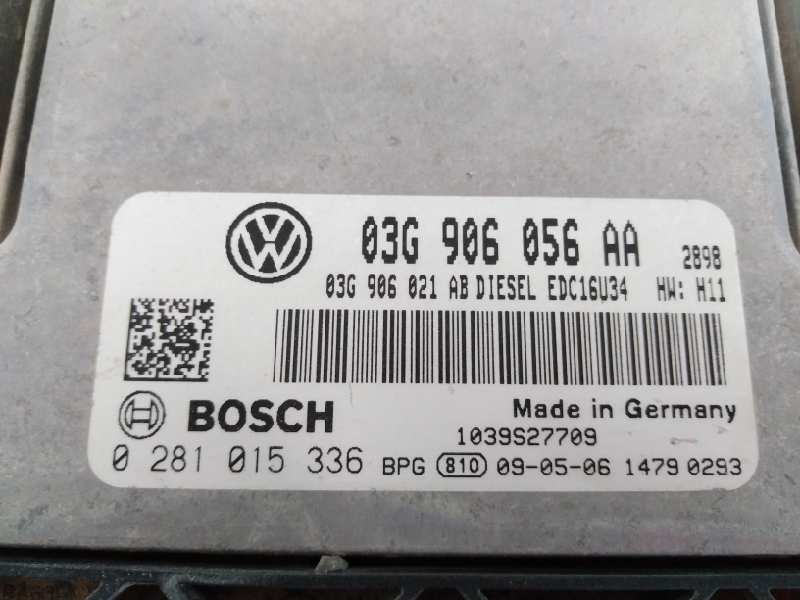 03G 906 056 AA 2898
03G 906 021 AB DIESEL EDC16U34 HW: H11
BOSCH
Made in Germany
1039S27709
0 281 015 336 BPG 810 09-05-06 1479 0293